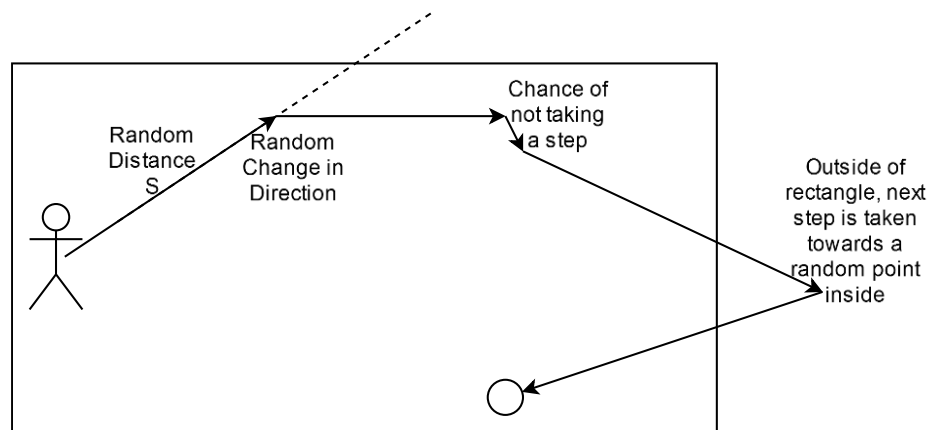 Random
Distance
S
Random
Change in
Direction
Chance of
not taking
a step
Outside of
rectangle, next
step is taken
towards a
random point
inside